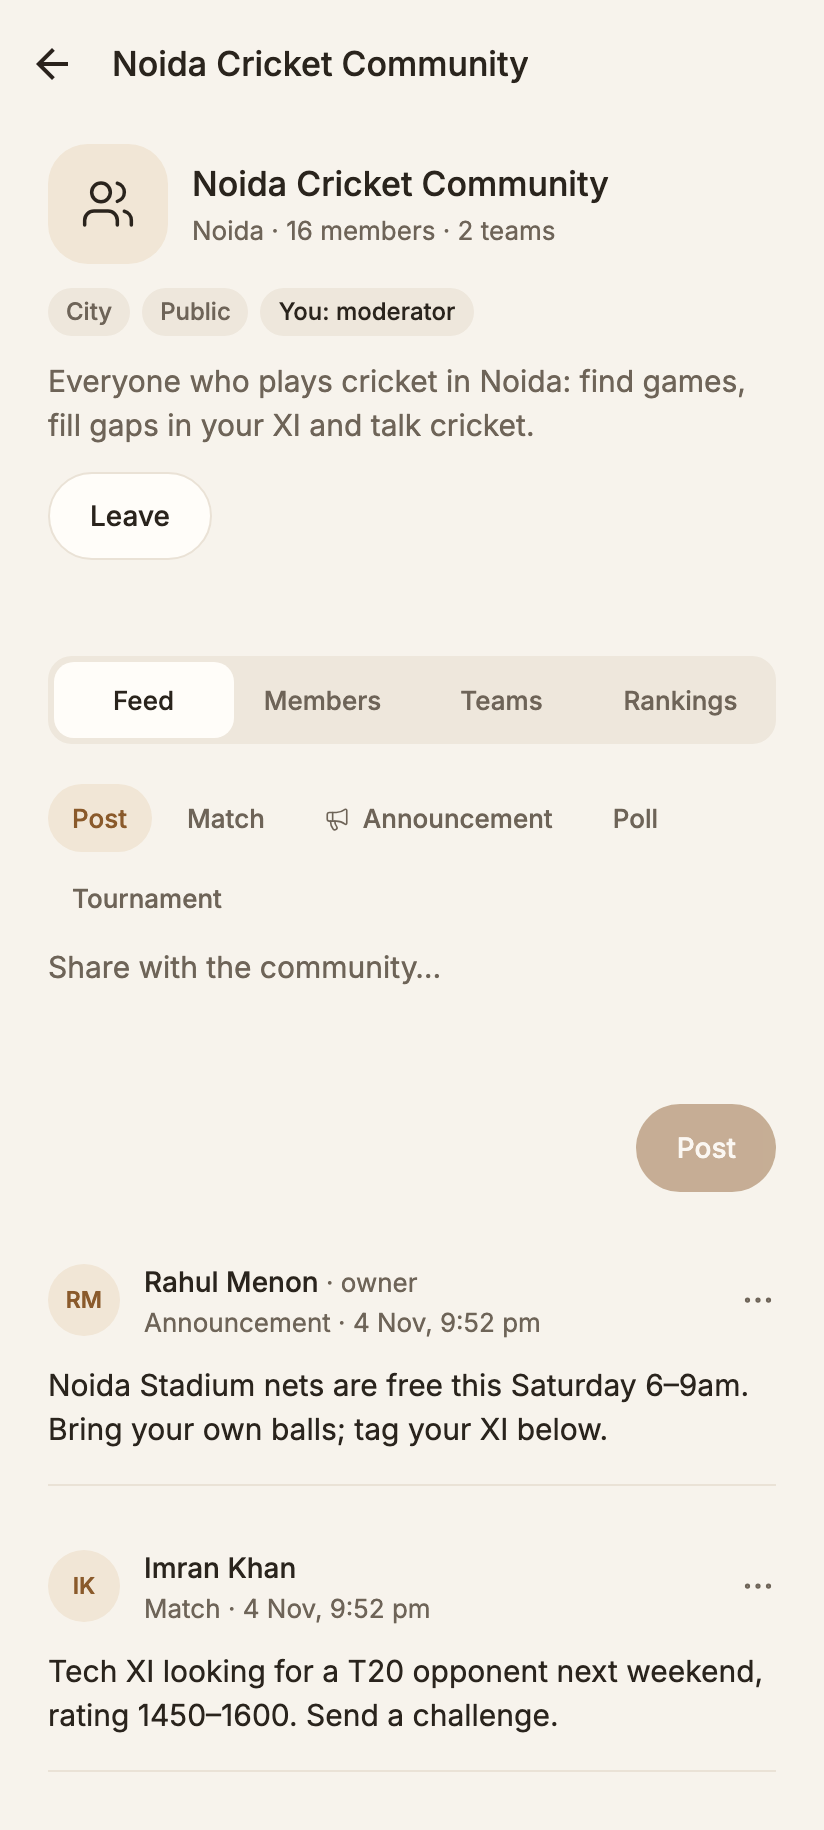 Noida Cricket Community
Noida Cricket Community
Noida · 16 members · 2 teams
City Public You: moderator
Everyone who plays cricket in Noida: find games,
fill gaps in your XI and talk cricket.
Leave
Feed Members Teams Rankings
Post Match Announcement Poll
Tournament
Share with the community...
Post
RM Rahul Menon · owner
Announcement · 4 Nov, 9:52 pm
Noida Stadium nets are free this Saturday 6–9am.
Bring your own balls; tag your XI below.
IK Imran Khan
Match · 4 Nov, 9:52 pm
Tech XI looking for a T20 opponent next weekend,
rating 1450–1600. Send a challenge.